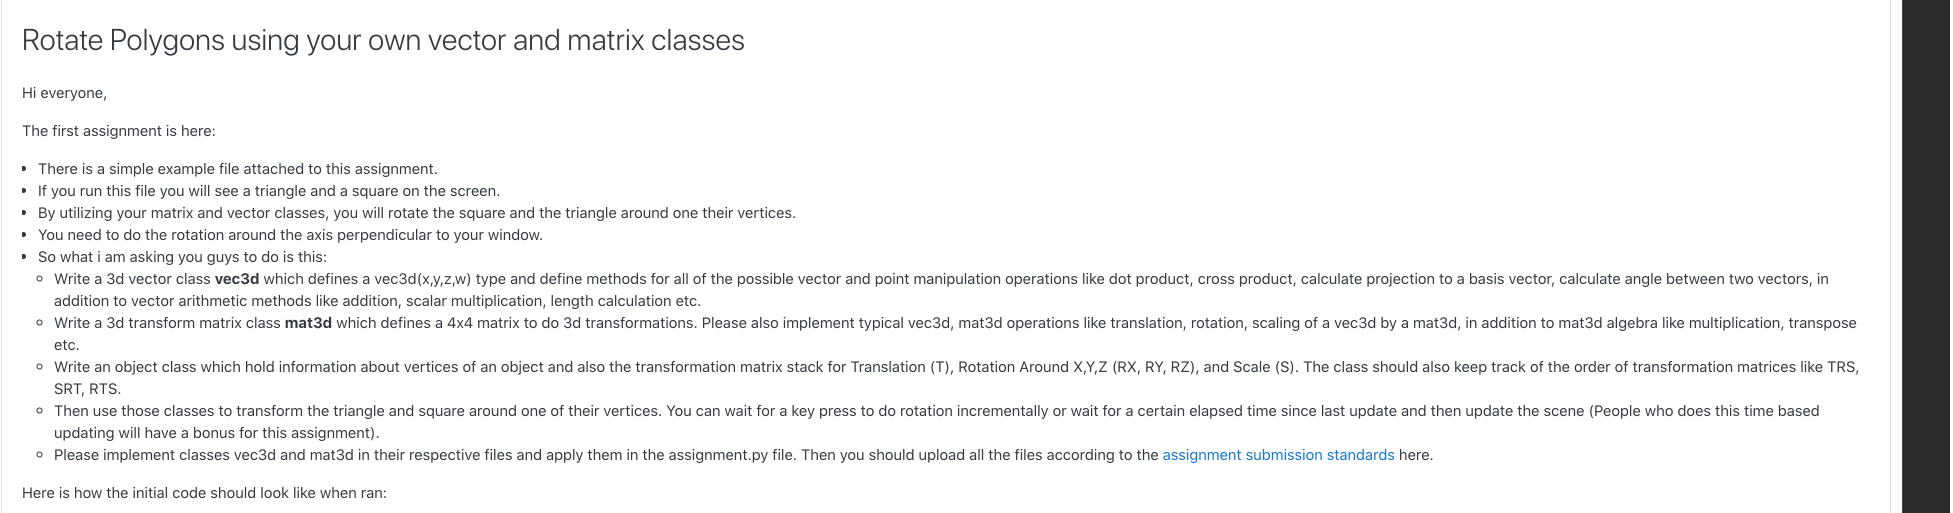 Rotate Polygons using your own vector and matrix classes
Hi everyone,
The first assignment is here:
• There is a simple example file attached to this assignment.
• If you run this file you will see a triangle and a square on the screen.
• By utilizing your matrix and vector classes, you will rotate the square and the triangle around one their vertices.
• You need to do the rotation around the axis perpendicular to your window.
• So what i am asking you guys to do is this:
◦ Write a 3d vector class vec3d which defines a vec3d(x,y,z,w) type and define methods for all of the possible vector and point manipulation operations like dot product, cross product, calculate projection to a basis vector, calculate angle between two vectors, in
addition to vector arithmetic methods like addition, scalar multiplication, length calculation etc.
◦ Write a 3d transform matrix class mat3d which defines a 4x4 matrix to do 3d transformations. Please also implement typical vec3d, mat3d operations like translation, rotation, scaling of a vec3d by a mat3d, in addition to mat3d algebra like multiplication, transpose
etc.
◦ Write an object class which hold information about vertices of an object and also the transformation matrix stack for Translation (T), Rotation Around X,Y,Z (RX, RY, RZ), and Scale (S). The class should also keep track of the order of transformation matrices like TRS,
SRT, RTS.
◦ Then use those classes to transform the triangle and square around one of their vertices. You can wait for a key press to do rotation incrementally or wait for a certain elapsed time since last update and then update the scene (People who does this time based
updating will have a bonus for this assignment).
◦ Please implement classes vec3d and mat3d in their respective files and apply them in the assignment.py file. Then you should upload all the files according to the assignment submission standards here.
Here is how the initial code should look like when ran: